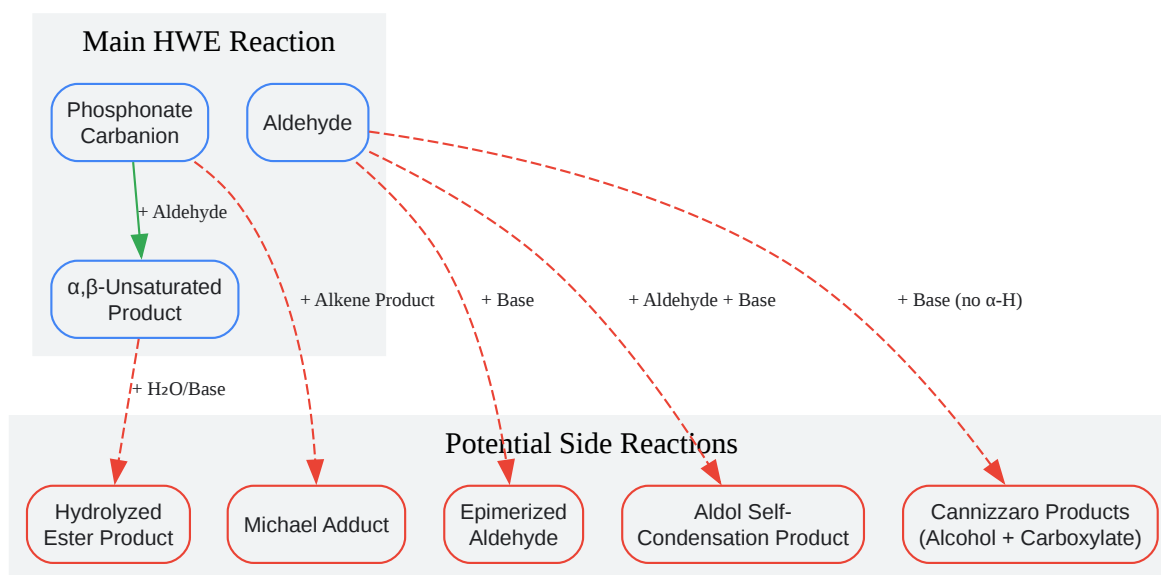 Main HWE Reaction
Phosphonate
Carbanion
Aldehyde
+ Aldehyde
α,β-Unsaturated
Product
+ Alkene Product
+ Base
+ Aldehyde + Base
+ Base (no α-H)
+ H₂O/Base
Potential Side Reactions
Hydrolyzed
Ester Product
Michael Adduct
Epimerized
Aldehyde
Aldol Self-
Condensation Product
Cannizzaro Products
(Alcohol + Carboxylate)